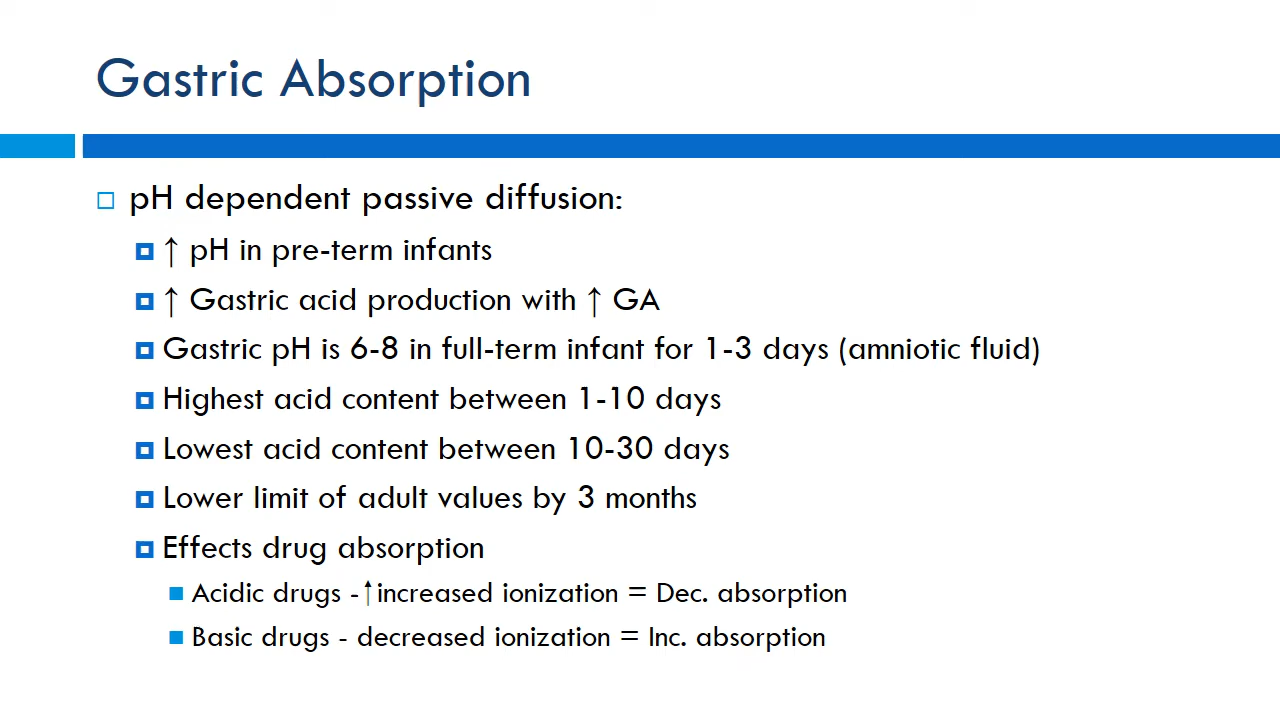 Gastric Absorption
pH dependent passive diffusion:
↑ pH in pre-term infants
↑ Gastric acid production with ↑ GA
Gastric pH is 6-8 in full-term infant for 1-3 days (amniotic fluid)
Highest acid content between 1-10 days
Lowest acid content between 10-30 days
Lower limit of adult values by 3 months
Effects drug absorption
Acidic drugs -↑increased ionization = Dec. absorption
Basic drugs - decreased ionization = Inc. absorption